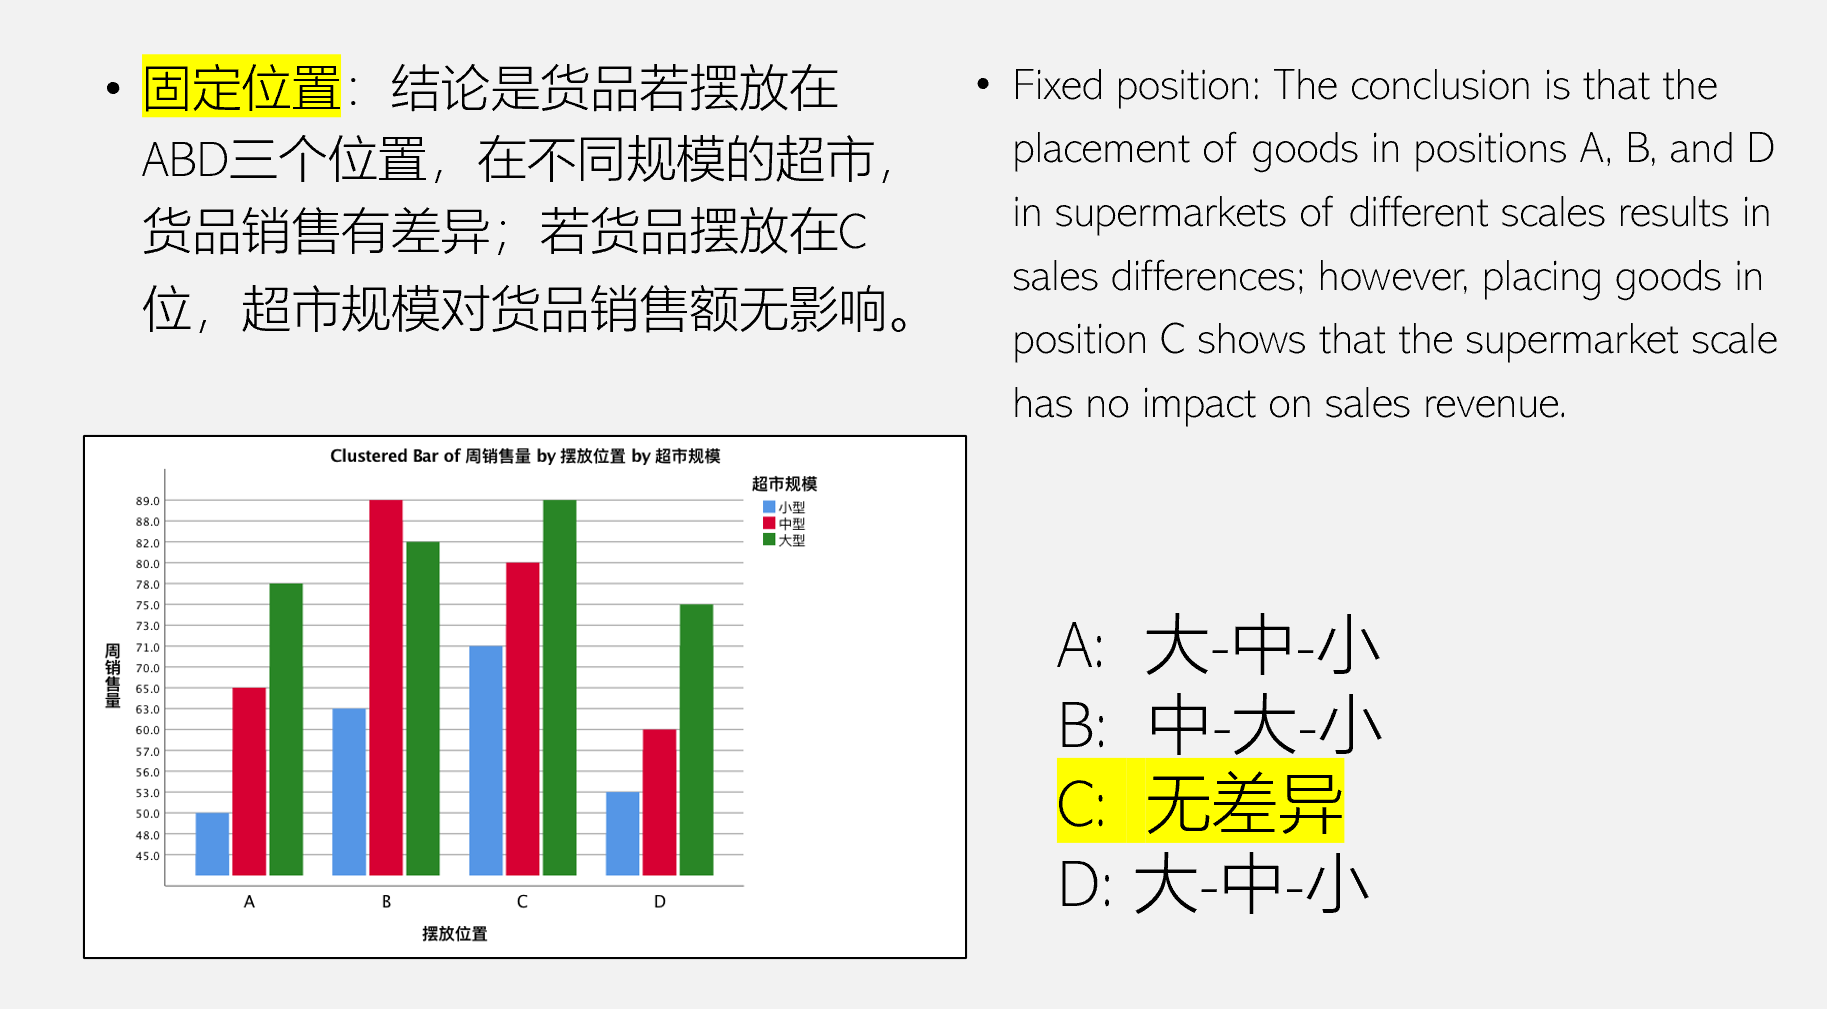 • 固定位置：结论是货品若摆放在
ABD三个位置，在不同规模的超市，
货品销售有差异；若货品摆放在C
位，超市规模对货品销售额无影响。
• Fixed position: The conclusion is that the
placement of goods in positions A, B, and D
in supermarkets of different scales results in
sales differences; however, placing goods in
position C shows that the supermarket scale
has no impact on sales revenue.
Clustered Bar of 周销售量 by 摆放位置 by 超市规模
超市规模
小型
中型
大型
周销售量
89.0
88.0
82.0
80.0
78.0
75.0
73.0
71.0
70.0
65.0
63.0
60.0
57.0
56.0
53.0
50.0
48.0
45.0
A B C D
摆放位置
A: 大-中-小
B: 中-大-小
C: 无差异
D: 大-中-小